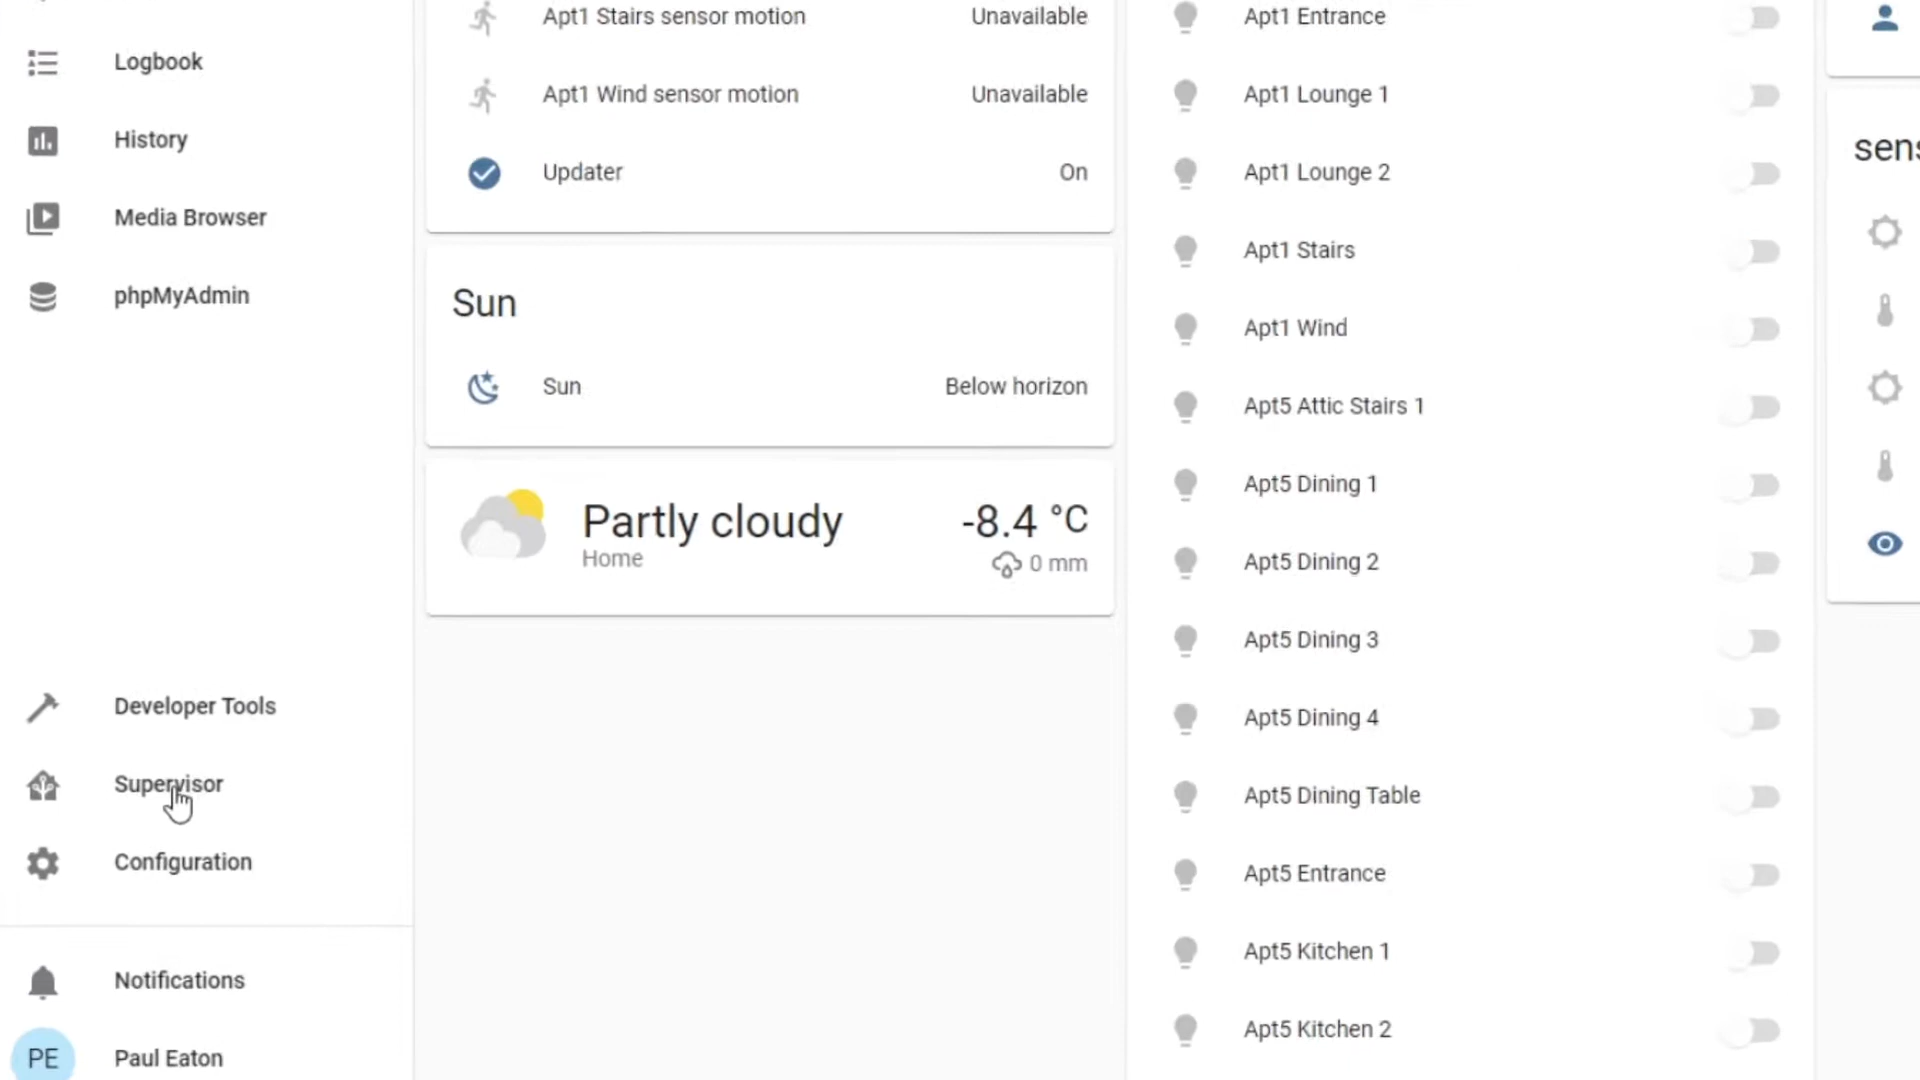 Logbook
History
Media Browser
phpMyAdmin
Developer Tools
Supervisor
Configuration
Notifications
PE Paul Eaton
Apt1 Stairs sensor motion Unavailable
Apt1 Wind sensor motion Unavailable
Updater On
Sun
Sun Below horizon
Partly cloudy -8.4 °C
Home 0 mm
Apt1 Entrance
Apt1 Lounge 1
Apt1 Lounge 2
Apt1 Stairs
Apt1 Wind
Apt5 Attic Stairs 1
Apt5 Dining 1
Apt5 Dining 2
Apt5 Dining 3
Apt5 Dining 4
Apt5 Dining Table
Apt5 Entrance
Apt5 Kitchen 1
Apt5 Kitchen 2